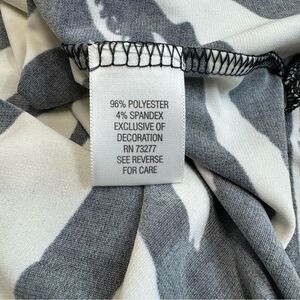 96% POLYESTER
4% SPANDEX
EXCLUSIVE OF
DECORATION
RN 73277
SEE REVERSE
FOR CARE